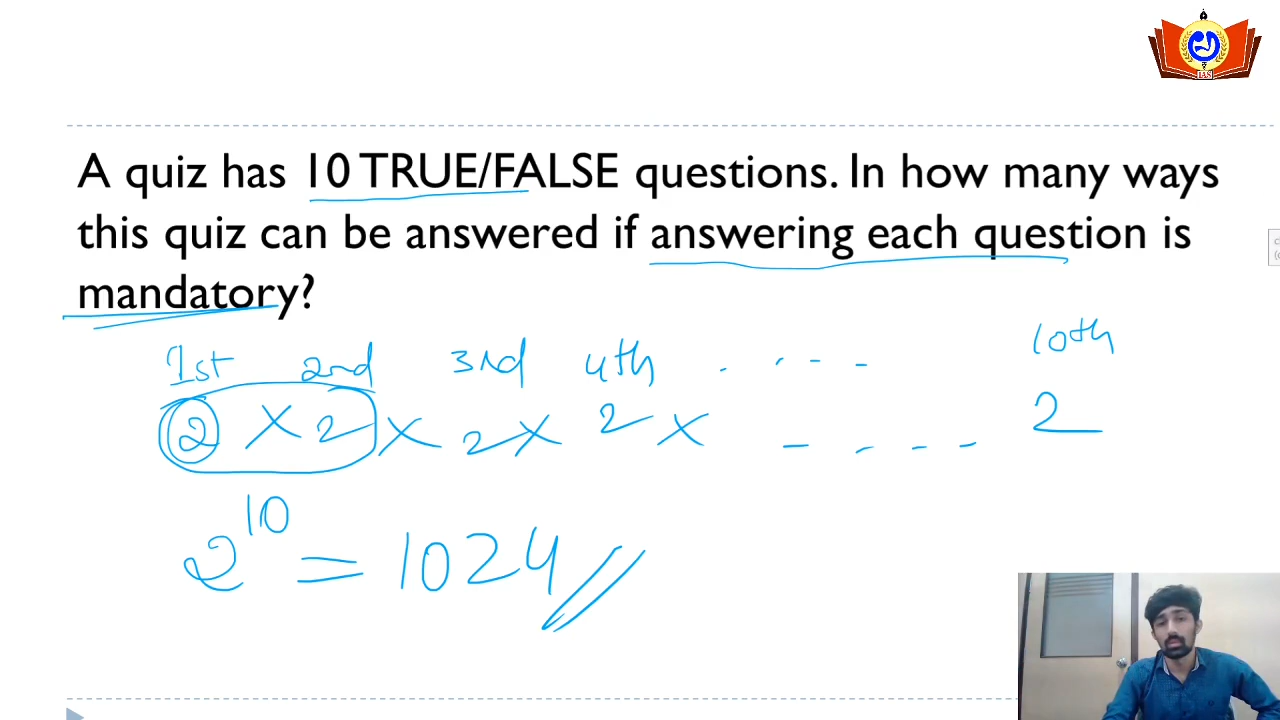 A quiz has 10 TRUE/FALSE questions. In how many ways
this quiz can be answered if answering each question is
mandatory?
1st 2nd 3rd 4th . . - - 10th
2 × 2 × 2 × 2 × - - - - 2
2^10 = 1024